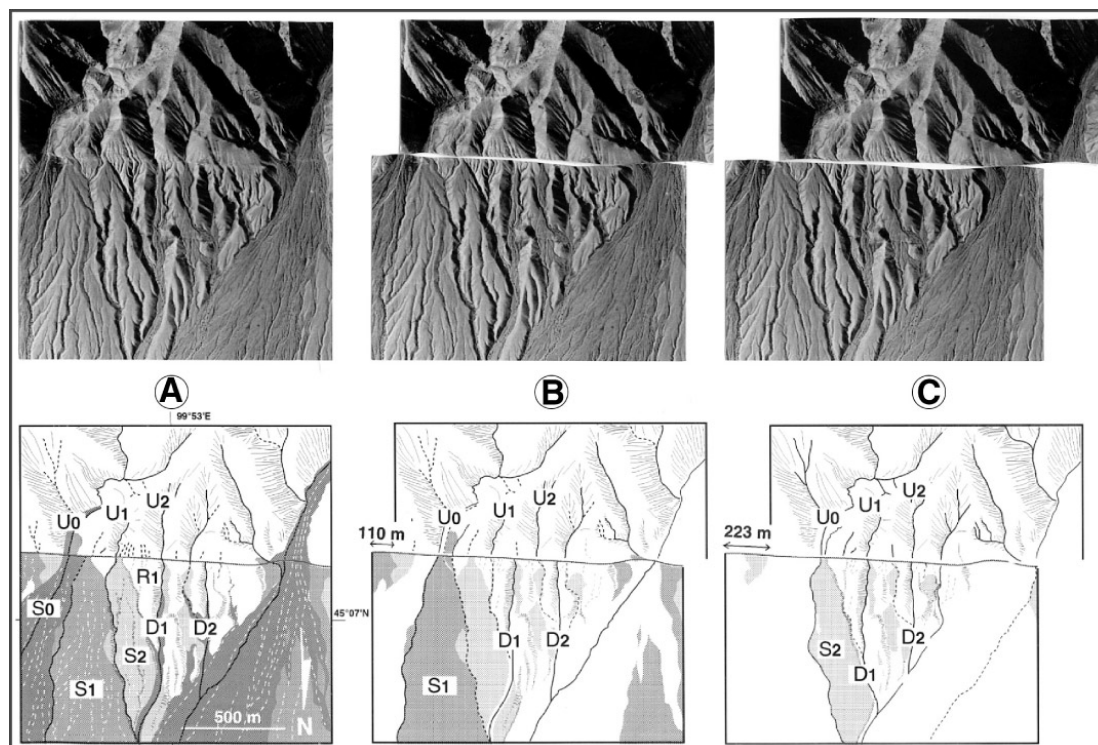 A
B
C
99°53'E
U0
U1
U2
S0
R1
D1
D2
S2
S1
500 m
N
45°07'N
110 m
U0
U1
U2
D1
D2
S1
223 m
U0
U1
U2
S2
D1
D2